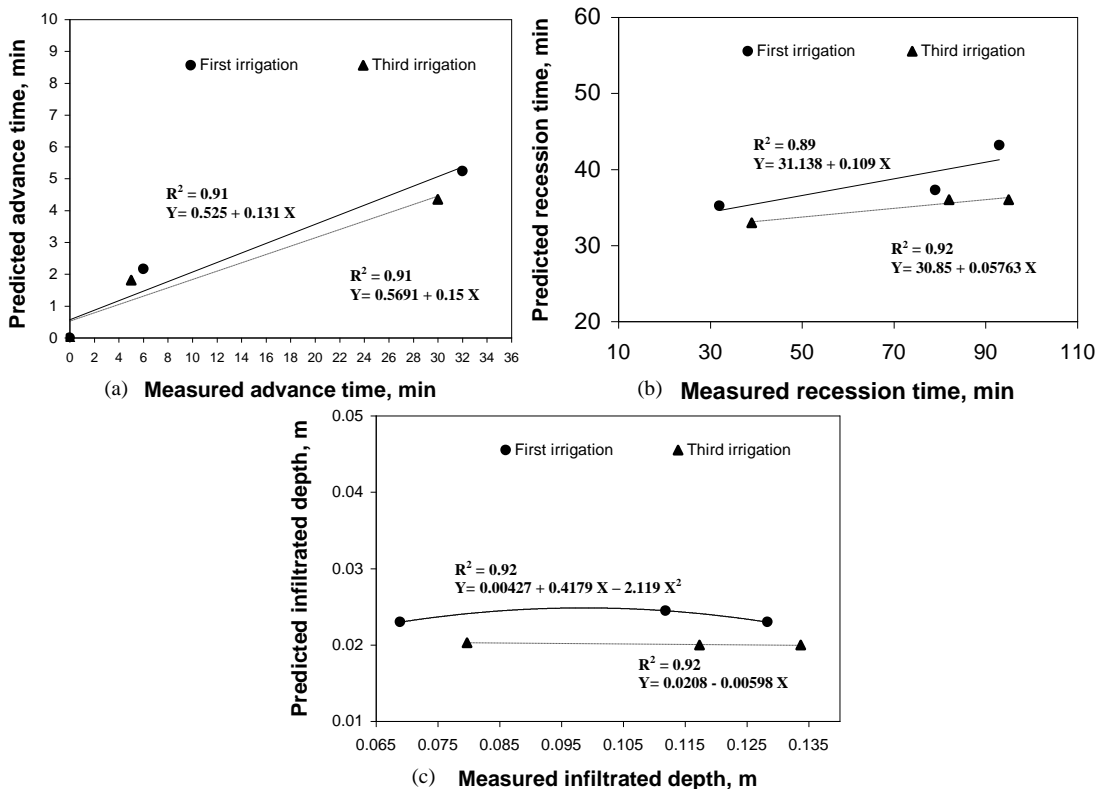 Predicted advance time, min
10
9
8
7
6
5
4
3
2
1
0
First irrigation
Third irrigation
R² = 0.91
Y= 0.525 + 0.131 X
R² = 0.91
Y= 0.5691 + 0.15 X
0 2 4 6 8 10 12 14 16 18 20 22 24 26 28 30 32 34 36
(a) Measured advance time, min
Predicted recession time, min
60
50
40
30
20
First irrigation
Third irrigation
R² = 0.89
Y= 31.138 + 0.109 X
R² = 0.92
Y= 30.85 + 0.05763 X
10 30 50 70 90 110
(b) Measured recession time, min
Predicted infiltrated depth, m
0.05
0.04
0.03
0.02
0.01
First irrigation
Third irrigation
R² = 0.92
Y= 0.00427 + 0.4179 X – 2.119 X²
R² = 0.92
Y= 0.0208 - 0.00598 X
0.065 0.075 0.085 0.095 0.105 0.115 0.125 0.135
(c) Measured infiltrated depth, m